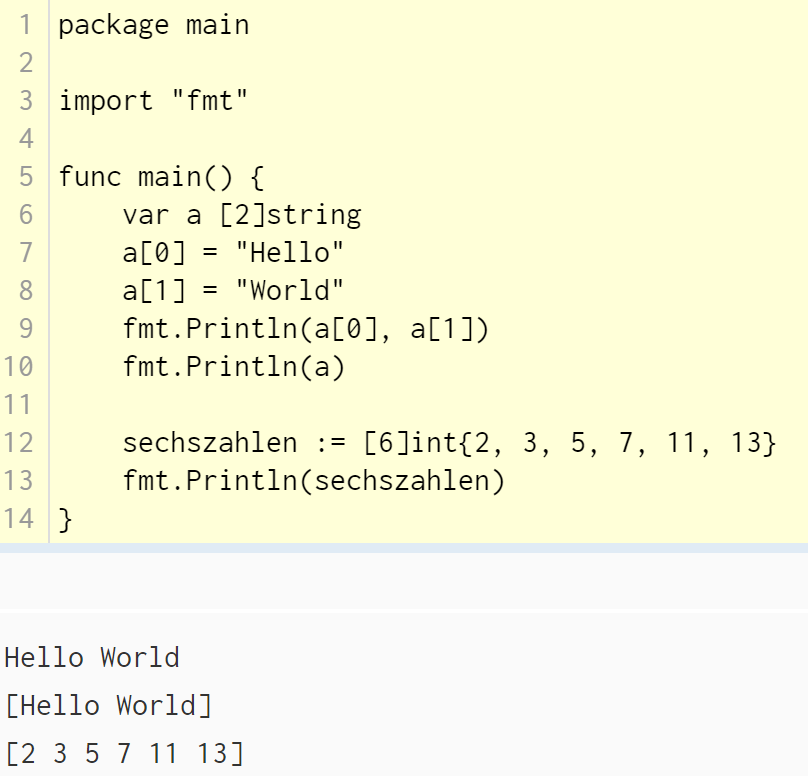 1 package main
2
3 import "fmt"
4
5 func main() {
6     var a [2]string
7     a[0] = "Hello"
8     a[1] = "World"
9     fmt.Println(a[0], a[1])
10     fmt.Println(a)
11
12     sechszahlen := [6]int{2, 3, 5, 7, 11, 13}
13     fmt.Println(sechszahlen)
14 }
Hello World
[Hello World]
[2 3 5 7 11 13]